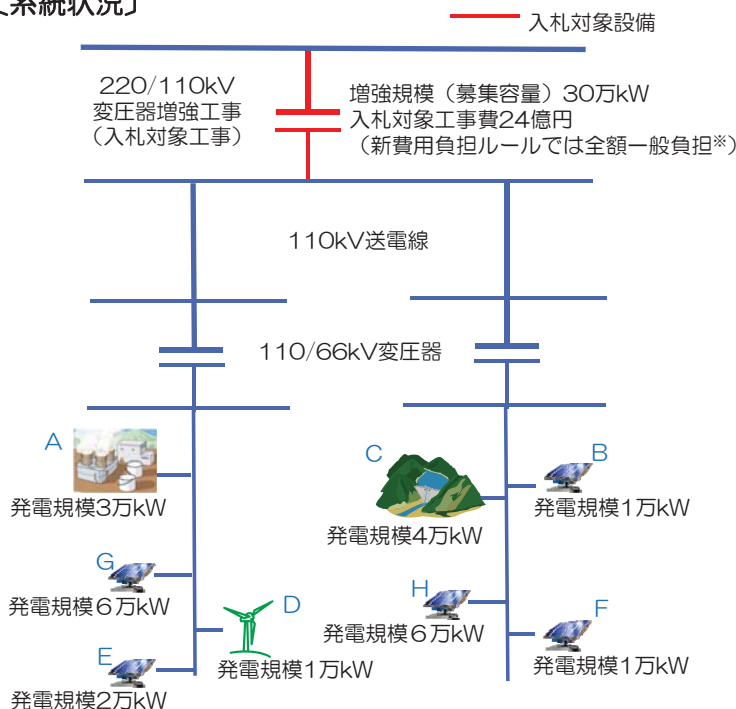 〔系統状況〕
入札対象設備
220/110kV
変圧器増強工事
（入札対象工事）
増強規模（募集容量）30万kW
入札対象工事費24億円
（新費用負担ルールでは全額一般負担※）
110kV送電線
110/66kV変圧器
A
発電規模3万kW
C
発電規模4万kW
B
発電規模1万kW
G
発電規模６万kW
D
発電規模1万kW
H
発電規模６万kW
F
発電規模1万kW
E
発電規模2万kW